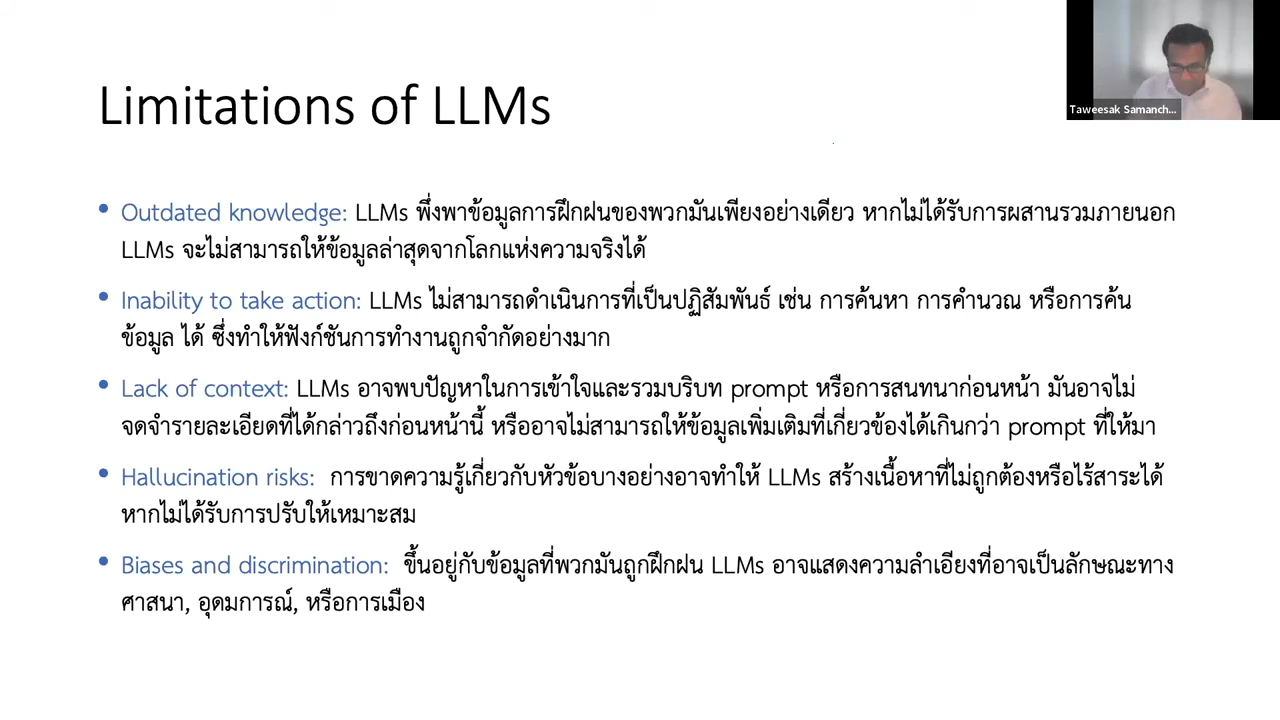 Limitations of LLMs
Taweesak Samanch...
• Outdated knowledge: LLMs พึ่งพาข้อมูลการฝึกฝนของพวกมันเพียงอย่างเดียว หากไม่ได้รับการผสานรวมภายนอก
LLMs จะไม่สามารถให้ข้อมูลล่าสุดจากโลกแห่งความจริงได้
• Inability to take action: LLMs ไม่สามารถดำเนินการที่เป็นปฏิสัมพันธ์ เช่น การค้นหา การคำนวณ หรือการค้น
ข้อมูล ได้ ซึ่งทำให้ฟังก์ชันการทำงานถูกจำกัดอย่างมาก
• Lack of context: LLMs อาจพบปัญหาในการเข้าใจและรวมบริบท prompt หรือการสนทนาก่อนหน้า มันอาจไม่
จดจำรายละเอียดที่ได้กล่าวถึงก่อนหน้านี้ หรืออาจไม่สามารถให้ข้อมูลเพิ่มเติมที่เกี่ยวข้องได้เกินกว่า prompt ที่ให้มา
• Hallucination risks: การขาดความรู้เกี่ยวกับหัวข้อบางอย่างอาจทำให้ LLMs สร้างเนื้อหาที่ไม่ถูกต้องหรือไร้สาระได้
หากไม่ได้รับการปรับให้เหมาะสม
• Biases and discrimination: ขึ้นอยู่กับข้อมูลที่พวกมันถูกฝึกฝน LLMs อาจแสดงความลำเอียงที่อาจเป็นลักษณะทาง
ศาสนา, อุดมการณ์, หรือการเมือง